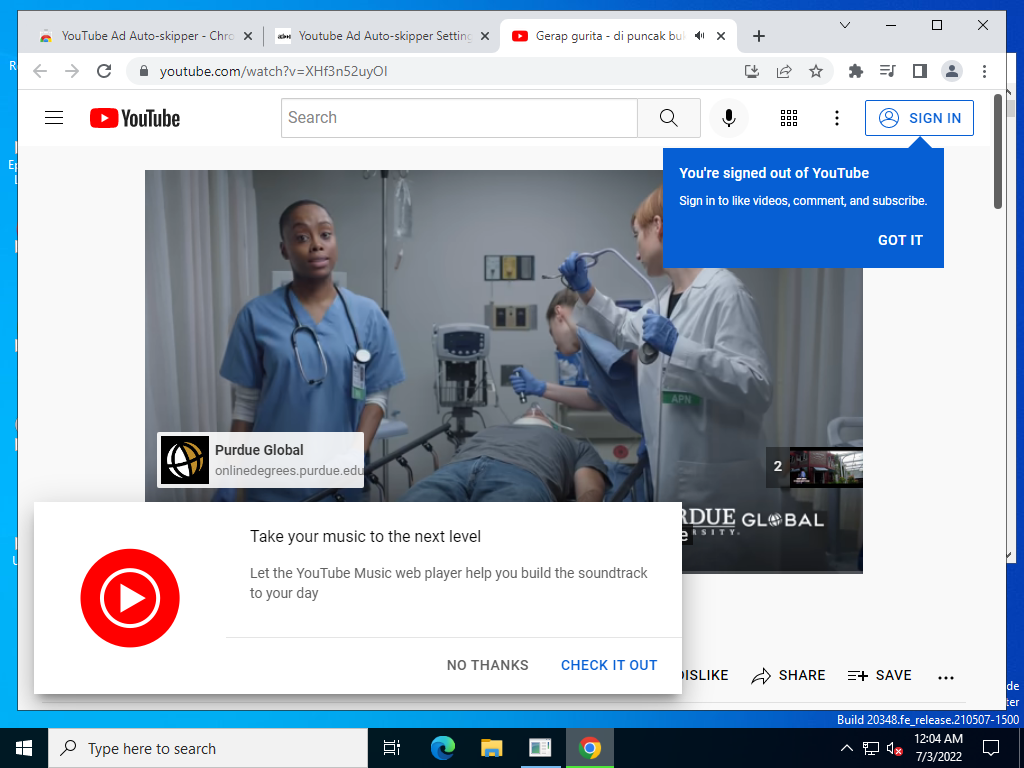 YouTube Ad Auto-skipper - Chro
Youtube Ad Auto-skipper Setting
Gerap gurita - di puncak buk
youtube.com/watch?v=XHf3n52uyOI
YouTube
Search
SIGN IN
You're signed out of YouTube
Sign in to like videos, comment, and subscribe.
GOT IT
APN
Purdue Global
onlinedegrees.purdue.edu
2
RDUE GLOBAL
RSITY.
Take your music to the next level
Let the YouTube Music web player help you build the soundtrack
to your day
NO THANKS
CHECK IT OUT
DISLIKE
SHARE
SAVE
Build 20348.fe_release.210507-1500
Type here to search
12:04 AM
7/3/2022